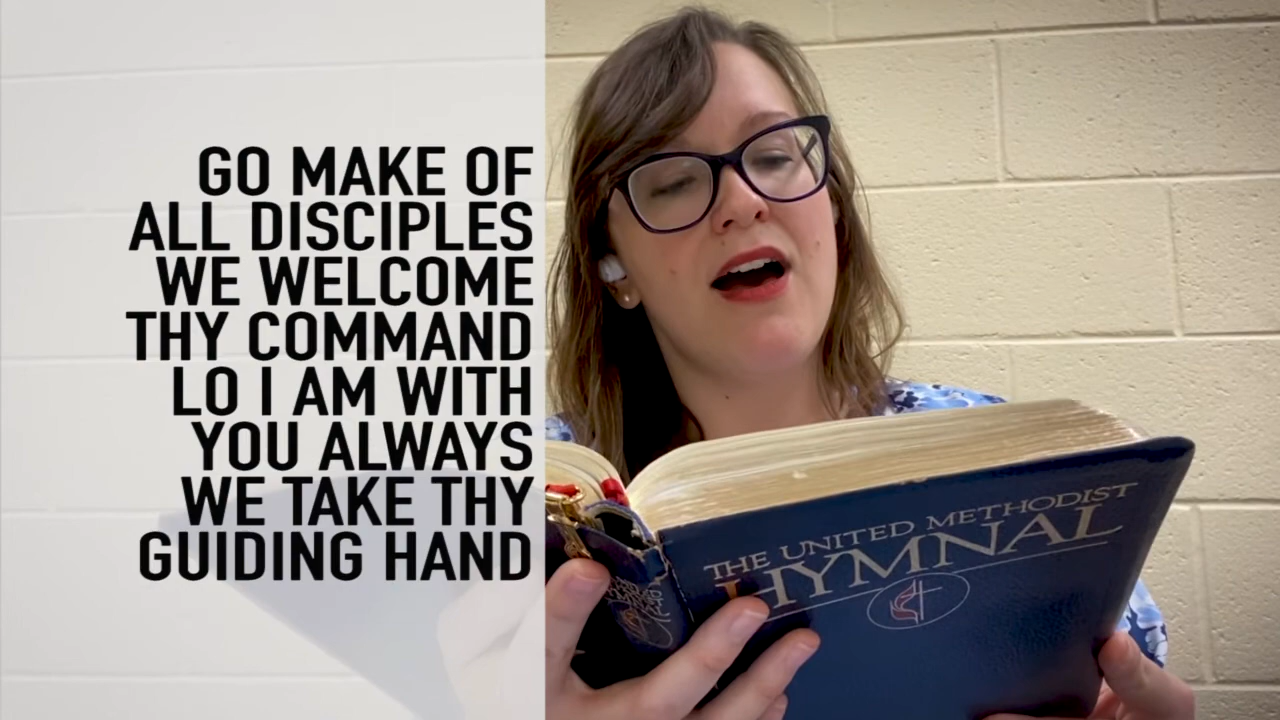 GO MAKE OF
ALL DISCIPLES
WE WELCOME
THY COMMAND
LO I AM WITH
YOU ALWAYS
WE TAKE THY
GUIDING HAND
THE UNITED METHODIST
HYMNAL